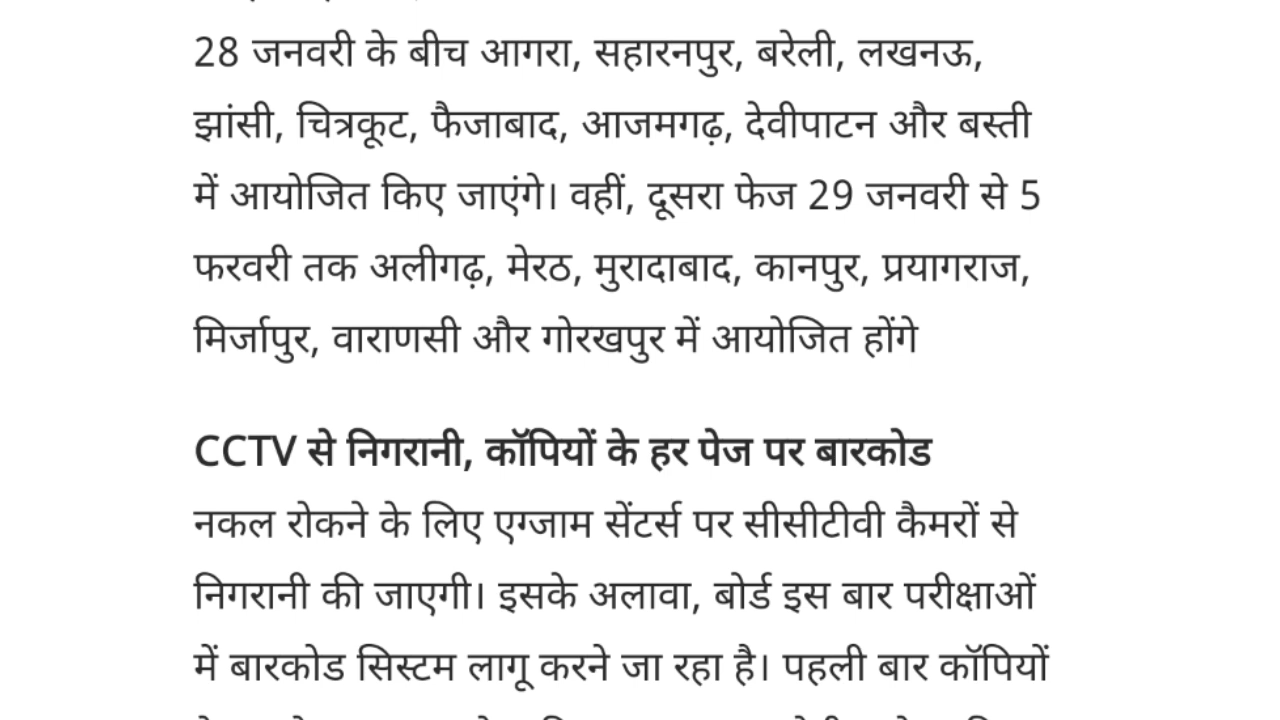 28 जनवरी के बीच आगरा, सहारनपुर, बरेली, लखनऊ,
झांसी, चित्रकूट, फैजाबाद, आजमगढ़, देवीपाटन और बस्ती
में आयोजित किए जाएंगे। वहीं, दूसरा फेज 29 जनवरी से 5
फरवरी तक अलीगढ़, मेरठ, मुरादाबाद, कानपुर, प्रयागराज,
मिर्जापुर, वाराणसी और गोरखपुर में आयोजित होंगे
CCTV से निगरानी, कॉपियों के हर पेज पर बारकोड
नकल रोकने के लिए एग्जाम सेंटर्स पर सीसीटीवी कैमरों से
निगरानी की जाएगी। इसके अलावा, बोर्ड इस बार परीक्षाओं
में बारकोड सिस्टम लागू करने जा रहा है। पहली बार कॉपियों